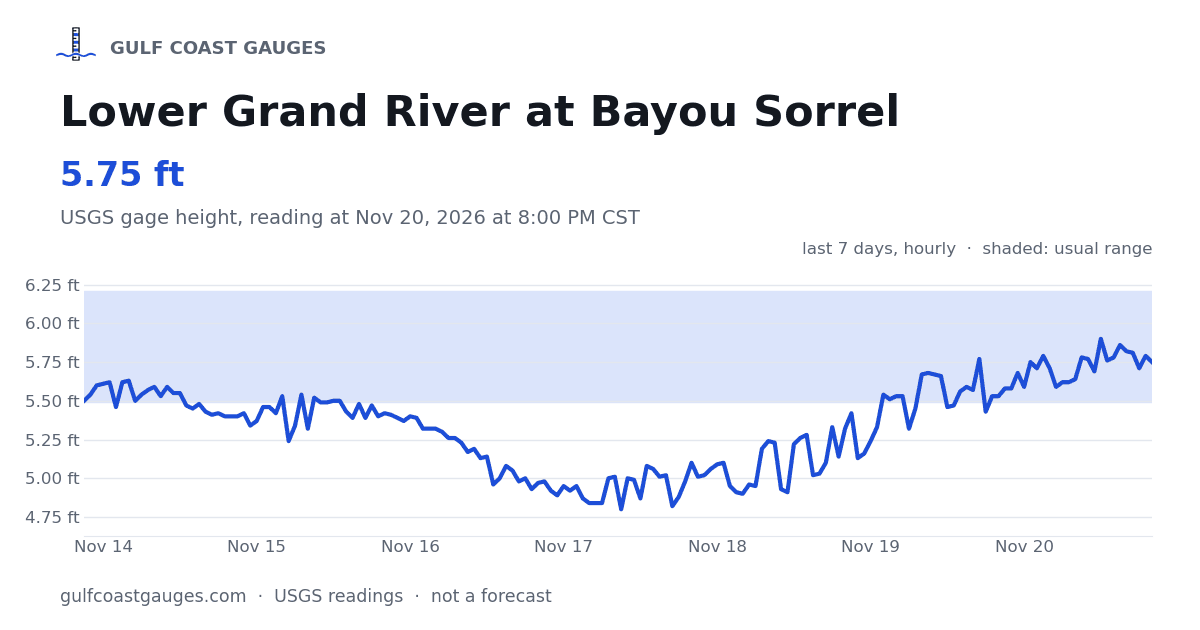 GULF COAST GAUGES
Lower Grand River at Bayou Sorrel
5.75 ft
USGS gage height, reading at Nov 20, 2026 at 8:00 PM CST
last 7 days, hourly · shaded: usual range
6.25 ft
6.00 ft
5.75 ft
5.50 ft
5.25 ft
5.00 ft
4.75 ft
Nov 14 Nov 15 Nov 16 Nov 17 Nov 18 Nov 19 Nov 20
gulfcoastgauges.com · USGS readings · not a forecast